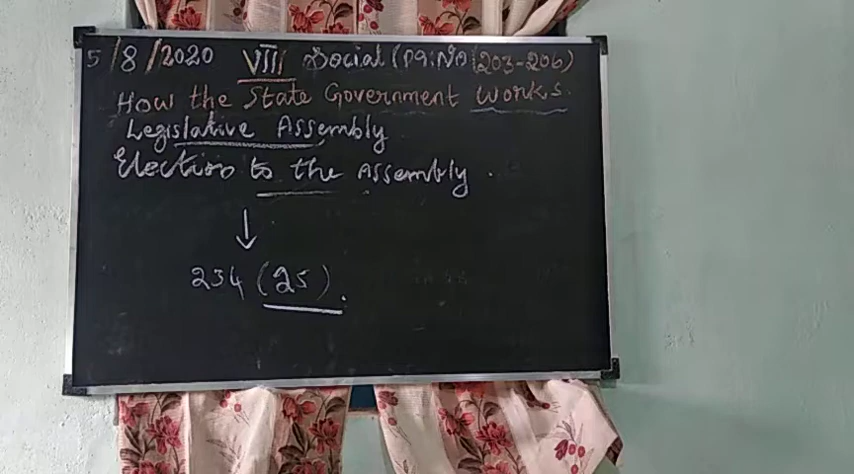 5/8/2020 VII Social (pg:No (203-206)
How the State Government works.
Legislative Assembly
Election to the Assembly.
↓
234 (25).